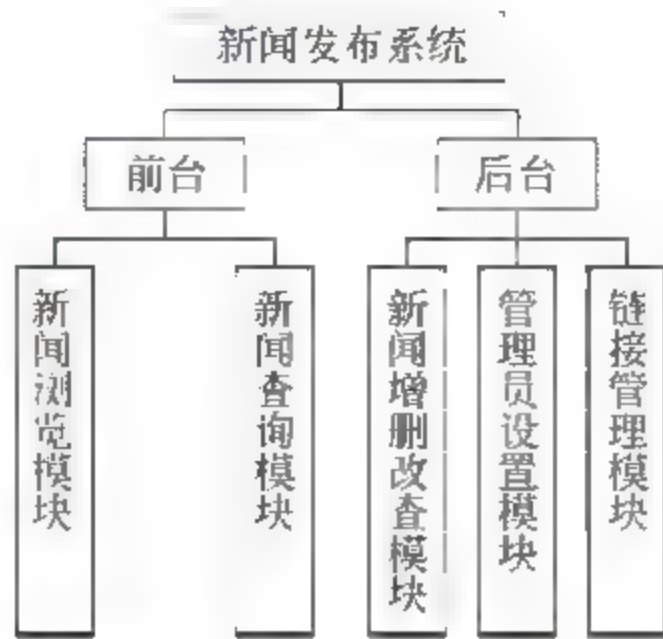 新闻发布系统
前台
后台
新闻浏览模块
新闻查询模块
新闻增删改查模块
管理员设置模块
链接管理模块